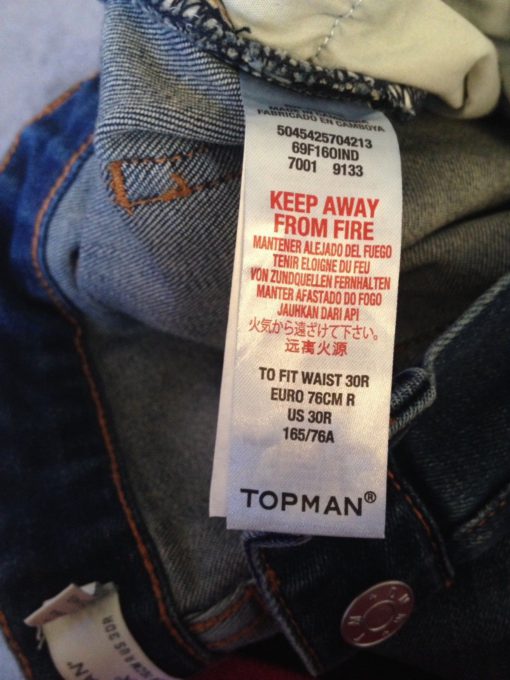 FABRICADO EN CAMBOYA
5045425704213
69F16OIND
7001 9133
KEEP AWAY
FROM FIRE
MANTENER ALEJADO DEL FUEGO
TENIR ELOIGNE DU FEU
VON ZUNDQUELLEN FERNHALTEN
MANTER AFASTADO DO FOGO
JAUHKAN DARI API
火気から遠ざけて下さい。
远离火源
TO FIT WAIST 30R
EURO 76CM R
US 30R
165/76A
TOPMAN®